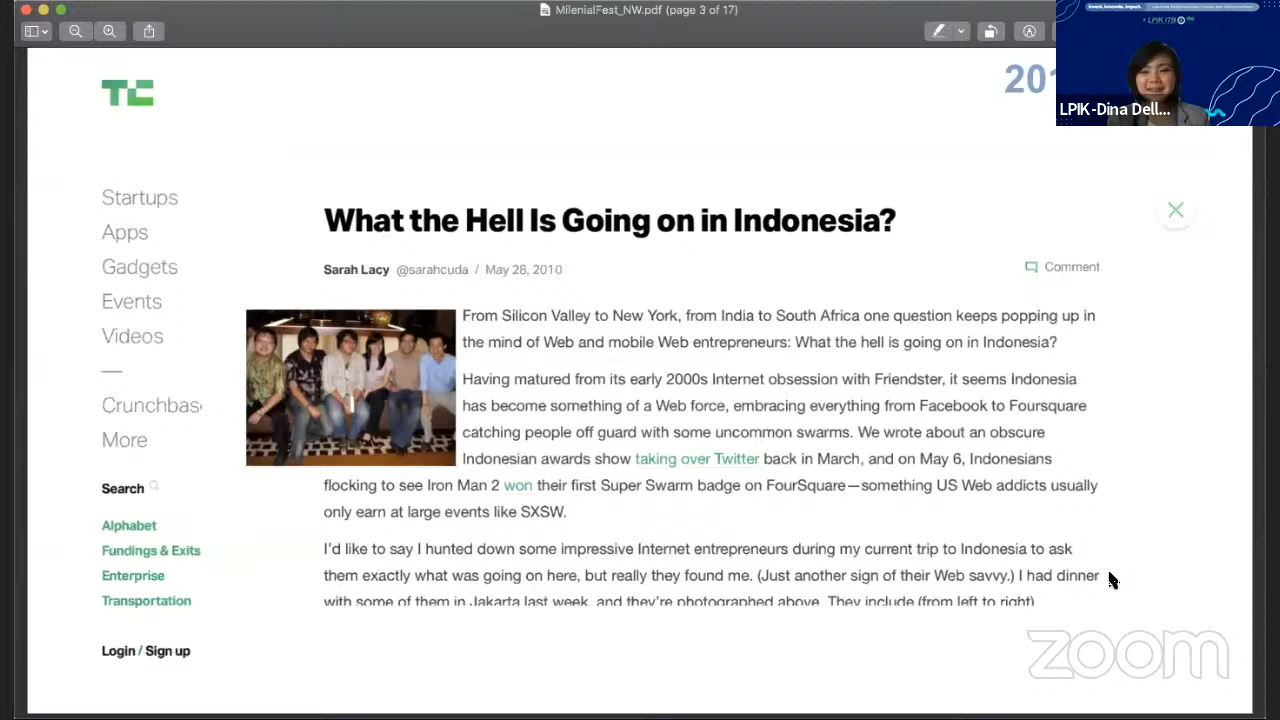 MilenialFest_NW.pdf (page 3 of 17)
invent. innovate. impact.
LPIK ITB
LPIK-Dina Dell...
TC
Startups
Apps
Gadgets
Events
Videos
—
Crunchbas
More
Search
Alphabet
Fundings & Exits
Enterprise
Transportation
Login / Sign up
What the Hell Is Going on in Indonesia?
Sarah Lacy @sarahcuda / May 28, 2010
Comment
From Silicon Valley to New York, from India to South Africa one question keeps popping up in
the mind of Web and mobile Web entrepreneurs: What the hell is going on in Indonesia?
Having matured from its early 2000s Internet obsession with Friendster, it seems Indonesia
has become something of a Web force, embracing everything from Facebook to Foursquare
catching people off guard with some uncommon swarms. We wrote about an obscure
Indonesian awards show taking over Twitter back in March, and on May 6, Indonesians
flocking to see Iron Man 2 won their first Super Swarm badge on FourSquare—something US Web addicts usually
only earn at large events like SXSW.
I'd like to say I hunted down some impressive Internet entrepreneurs during my current trip to Indonesia to ask
them exactly what was going on here, but really they found me. (Just another sign of their Web savvy.) I had dinner
with some of them in Jakarta last week, and they're photographed above. They include (from left to right)
zoom